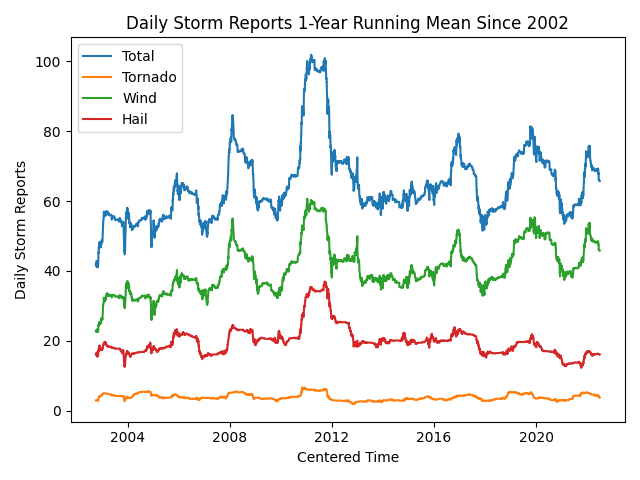 Daily Storm Reports 1-Year Running Mean Since 2002
Total
Tornado
Wind
Hail
100
80
60
40
20
0
Daily Storm Reports
2004 2008 2012 2016 2020
Centered Time